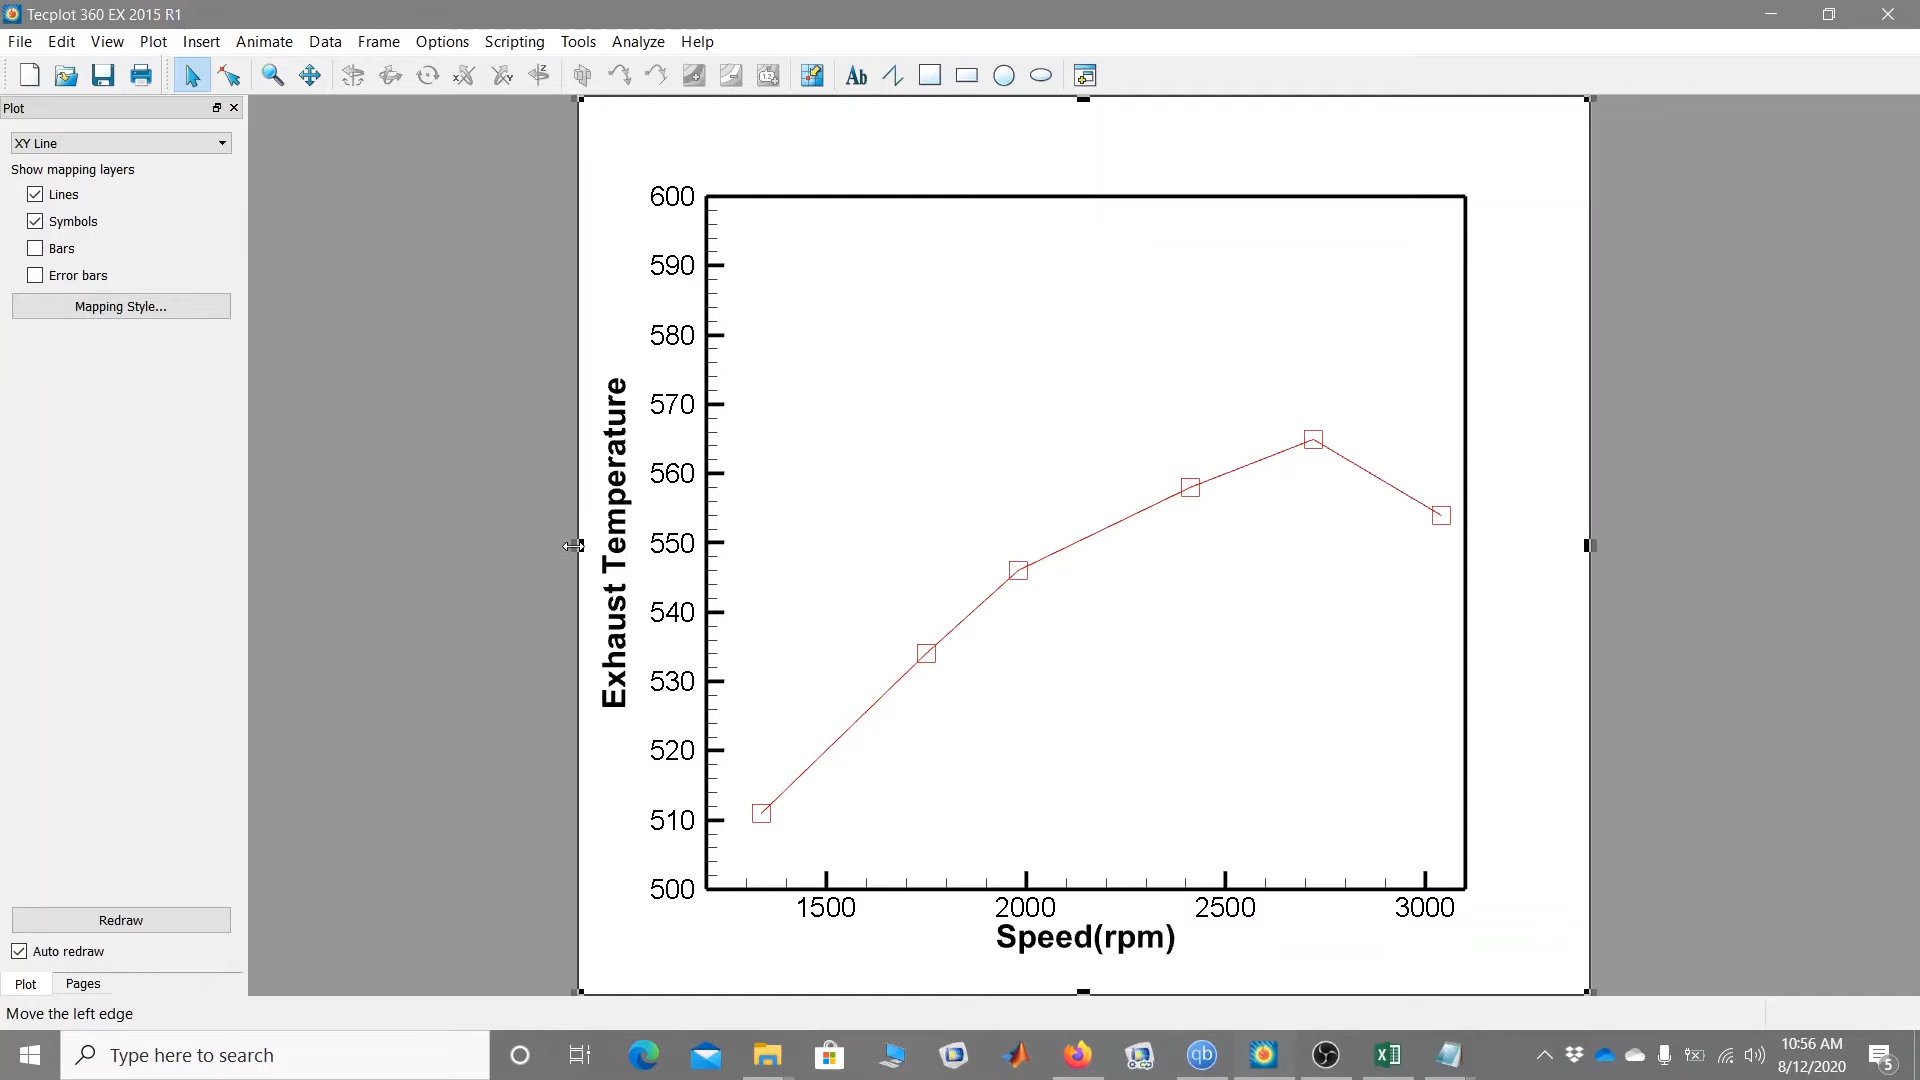 Tecplot 360 EX 2015 R1
File Edit View Plot Insert Animate Data Frame Options Scripting Tools Analyze Help
Ab
Plot
XY Line
Show mapping layers
Lines
Symbols
Bars
Error bars
Mapping Style...
600
590
580
570
560
550
540
530
520
510
500
Exhaust Temperature
1500 2000 2500 3000
Speed(rpm)
Redraw
Auto redraw
Plot Pages
Move the left edge
Type here to search
qb
10:56 AM
8/12/2020
5